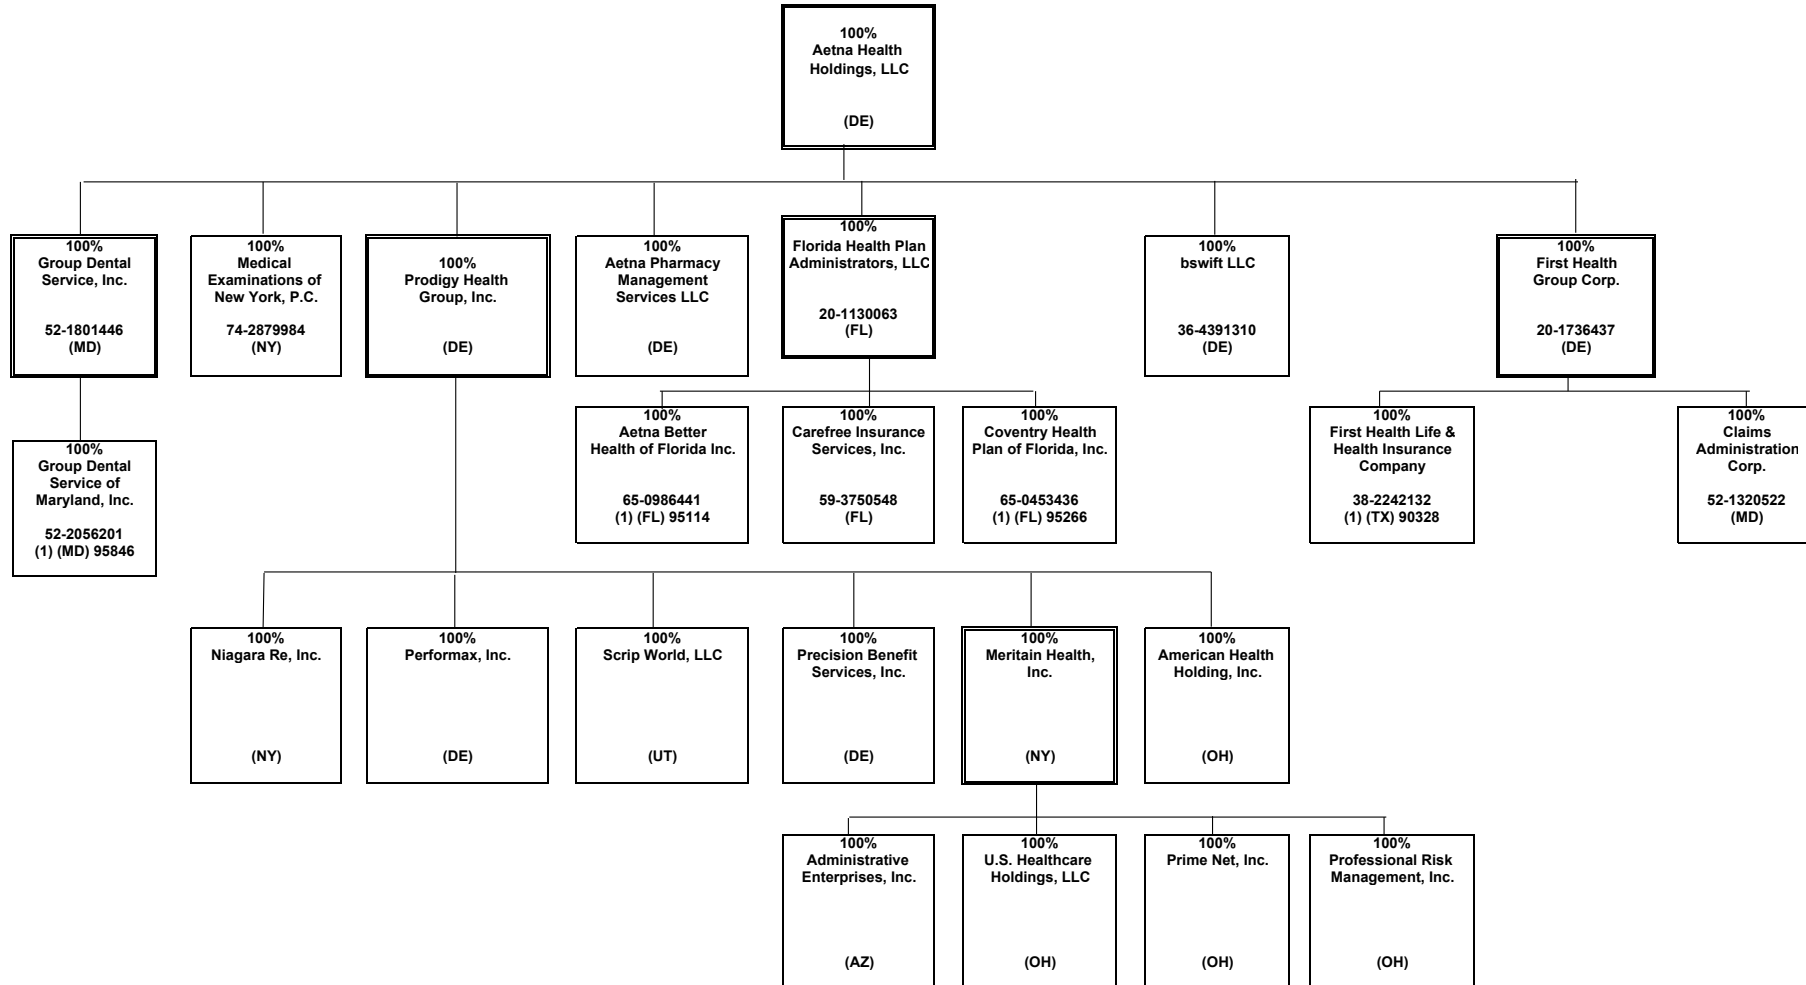 100%
Aetna Health
Holdings, LLC
(DE)
100%
Group Dental
Service, Inc.
52-1801446
(MD)
100%
Medical
Examinations of
New York, P.C.
74-2879984
(NY)
100%
Prodigy Health
Group, Inc.
(DE)
100%
Aetna Pharmacy
Management
Services LLC
(DE)
100%
Florida Health Plan
Administrators, LLC
20-1130063
(FL)
100%
bswift LLC
36-4391310
(DE)
100%
First Health
Group Corp.
20-1736437
(DE)
100%
Group Dental
Service of
Maryland, Inc.
52-2056201
(1) (MD) 95846
100%
Aetna Better
Health of Florida Inc.
65-0986441
(1) (FL) 95114
100%
Carefree Insurance
Services, Inc.
59-3750548
(FL)
100%
Coventry Health
Plan of Florida, Inc.
65-0453436
(1) (FL) 95266
100%
First Health Life &
Health Insurance
Company
38-2242132
(1) (TX) 90328
100%
Claims
Administration
Corp.
52-1320522
(MD)
100%
Niagara Re, Inc.
(NY)
100%
Performax, Inc.
(DE)
100%
Scrip World, LLC
(UT)
100%
Precision Benefit
Services, Inc.
(DE)
100%
Meritain Health,
Inc.
(NY)
100%
American Health
Holding, Inc.
(OH)
100%
Administrative
Enterprises, Inc.
(AZ)
100%
U.S. Healthcare
Holdings, LLC
(OH)
100%
Prime Net, Inc.
(OH)
100%
Professional Risk
Management, Inc.
(OH)